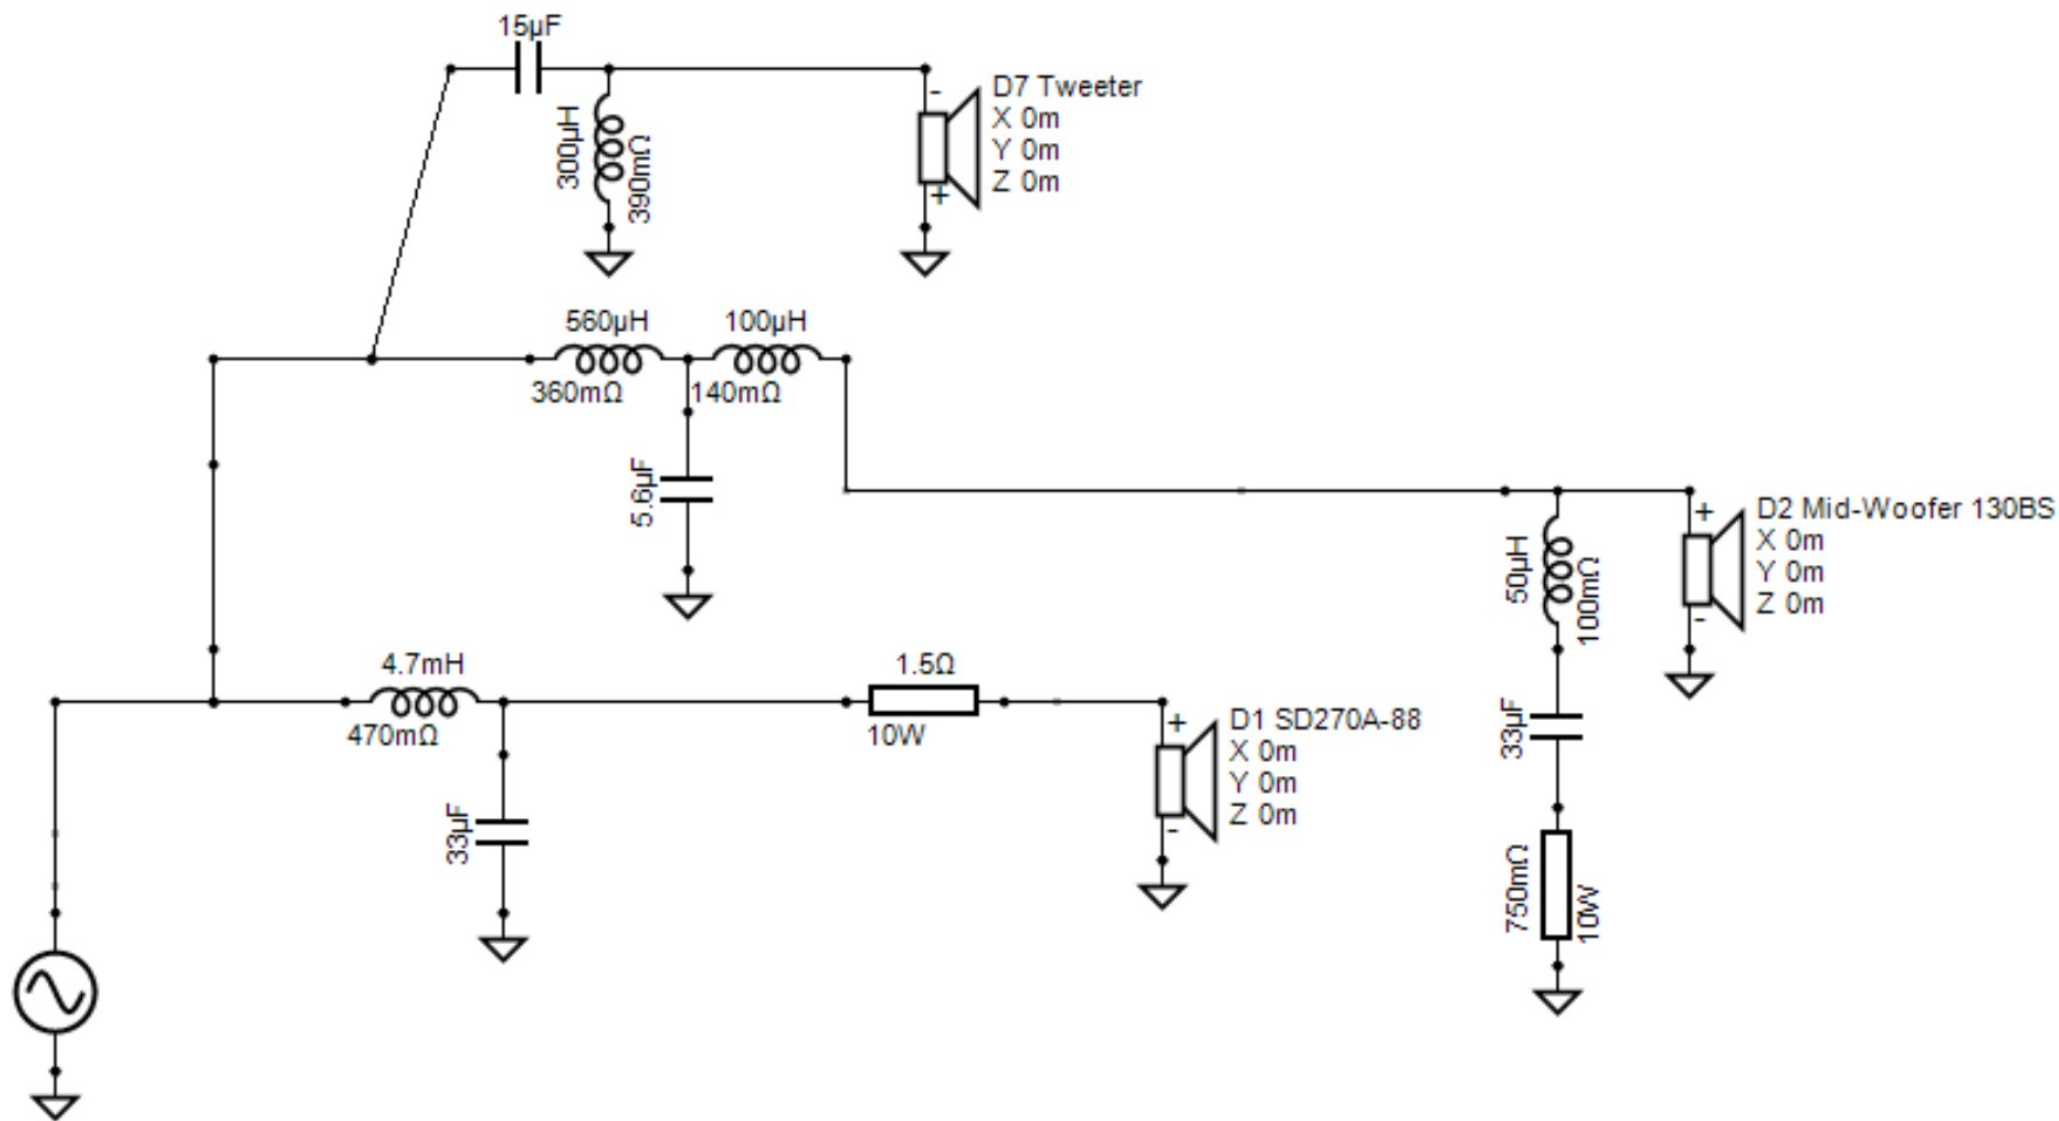 15µF
300µH
390mΩ
-
+
D7 Tweeter
X 0m
Y 0m
Z 0m
560µH
360mΩ
100µH
140mΩ
5.6µF
50µH
100mΩ
+
-
D2 Mid-Woofer 130BS
X 0m
Y 0m
Z 0m
4.7mH
470mΩ
33µF
1.5Ω
10W
+
-
D1 SD270A-88
X 0m
Y 0m
Z 0m
33µF
750mΩ
10W